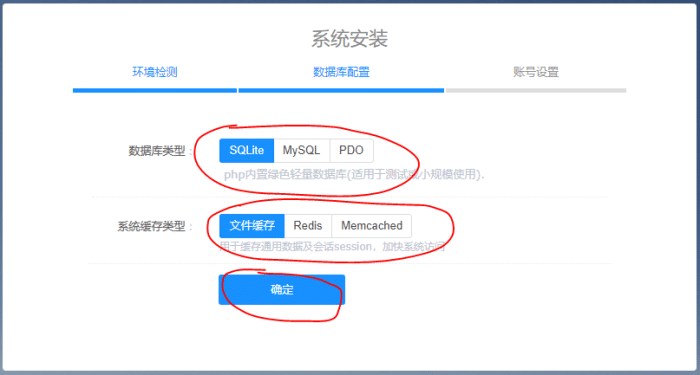 系统安装
环境检测 数据库配置 账号设置
数据库类型: SQLite MySQL PDO
php内置绿色轻量数据库(适用于测试或小规模使用)、
系统缓存类型: 文件缓存 Redis Memcached
用于缓存通用数据及会话session，加快系统访问
确定